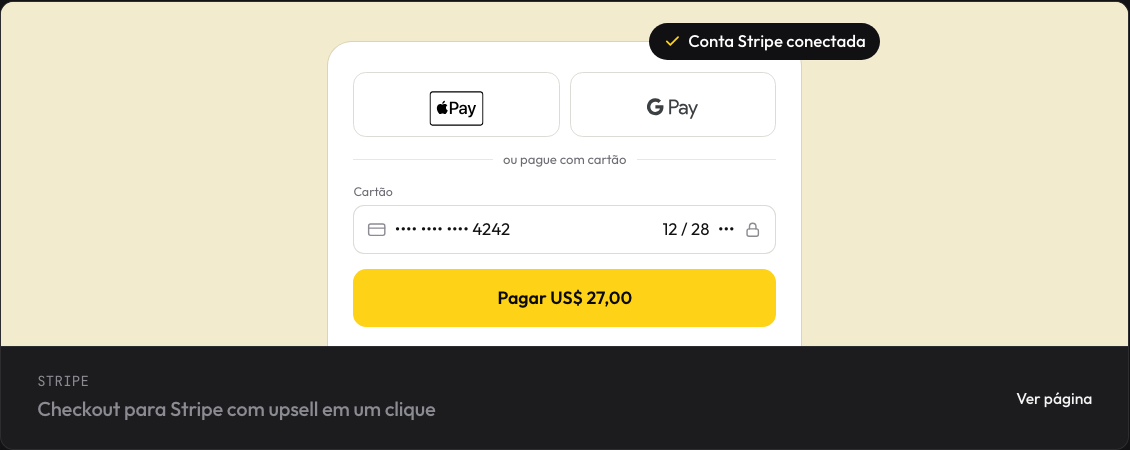 Conta Stripe conectada
Pay
G Pay
ou pague com cartão
Cartão
•••• •••• •••• 4242 12 / 28 •••
Pagar US$ 27,00
STRIPE
Checkout para Stripe com upsell em um clique
Ver página